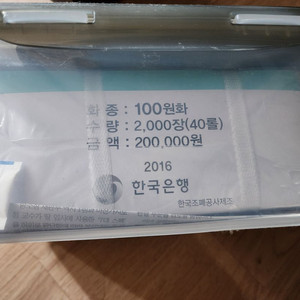 화 종 : 100원화
수 량 : 2,000장(40롤)
금 액 : 200,000원
2016
한국은행
한국조폐공사제조